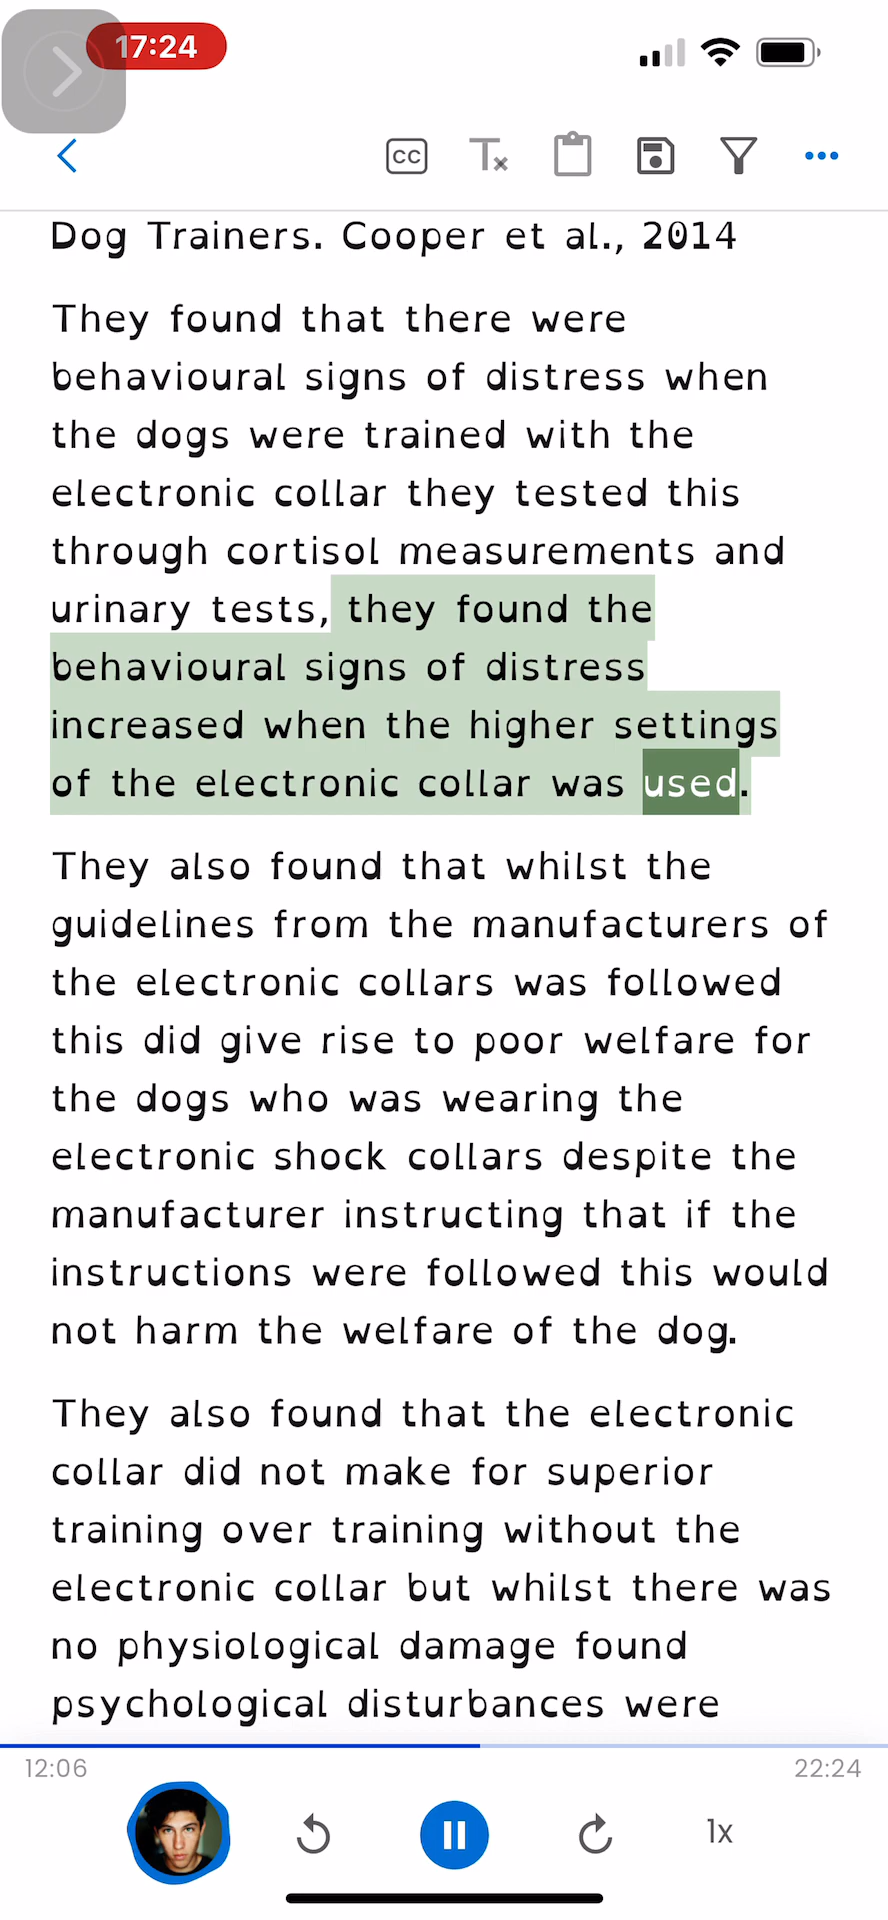 17:24
CC
Dog Trainers. Cooper et al., 2014
They found that there were
behavioural signs of distress when
the dogs were trained with the
electronic collar they tested this
through cortisol measurements and
urinary tests, they found the
behavioural signs of distress
increased when the higher settings
of the electronic collar was used.
They also found that whilst the
guidelines from the manufacturers of
the electronic collars was followed
this did give rise to poor welfare for
the dogs who was wearing the
electronic shock collars despite the
manufacturer instructing that if the
instructions were followed this would
not harm the welfare of the dog.
They also found that the electronic
collar did not make for superior
training over training without the
electronic collar but whilst there was
no physiological damage found
psychological disturbances were
12:06
22:24
1x